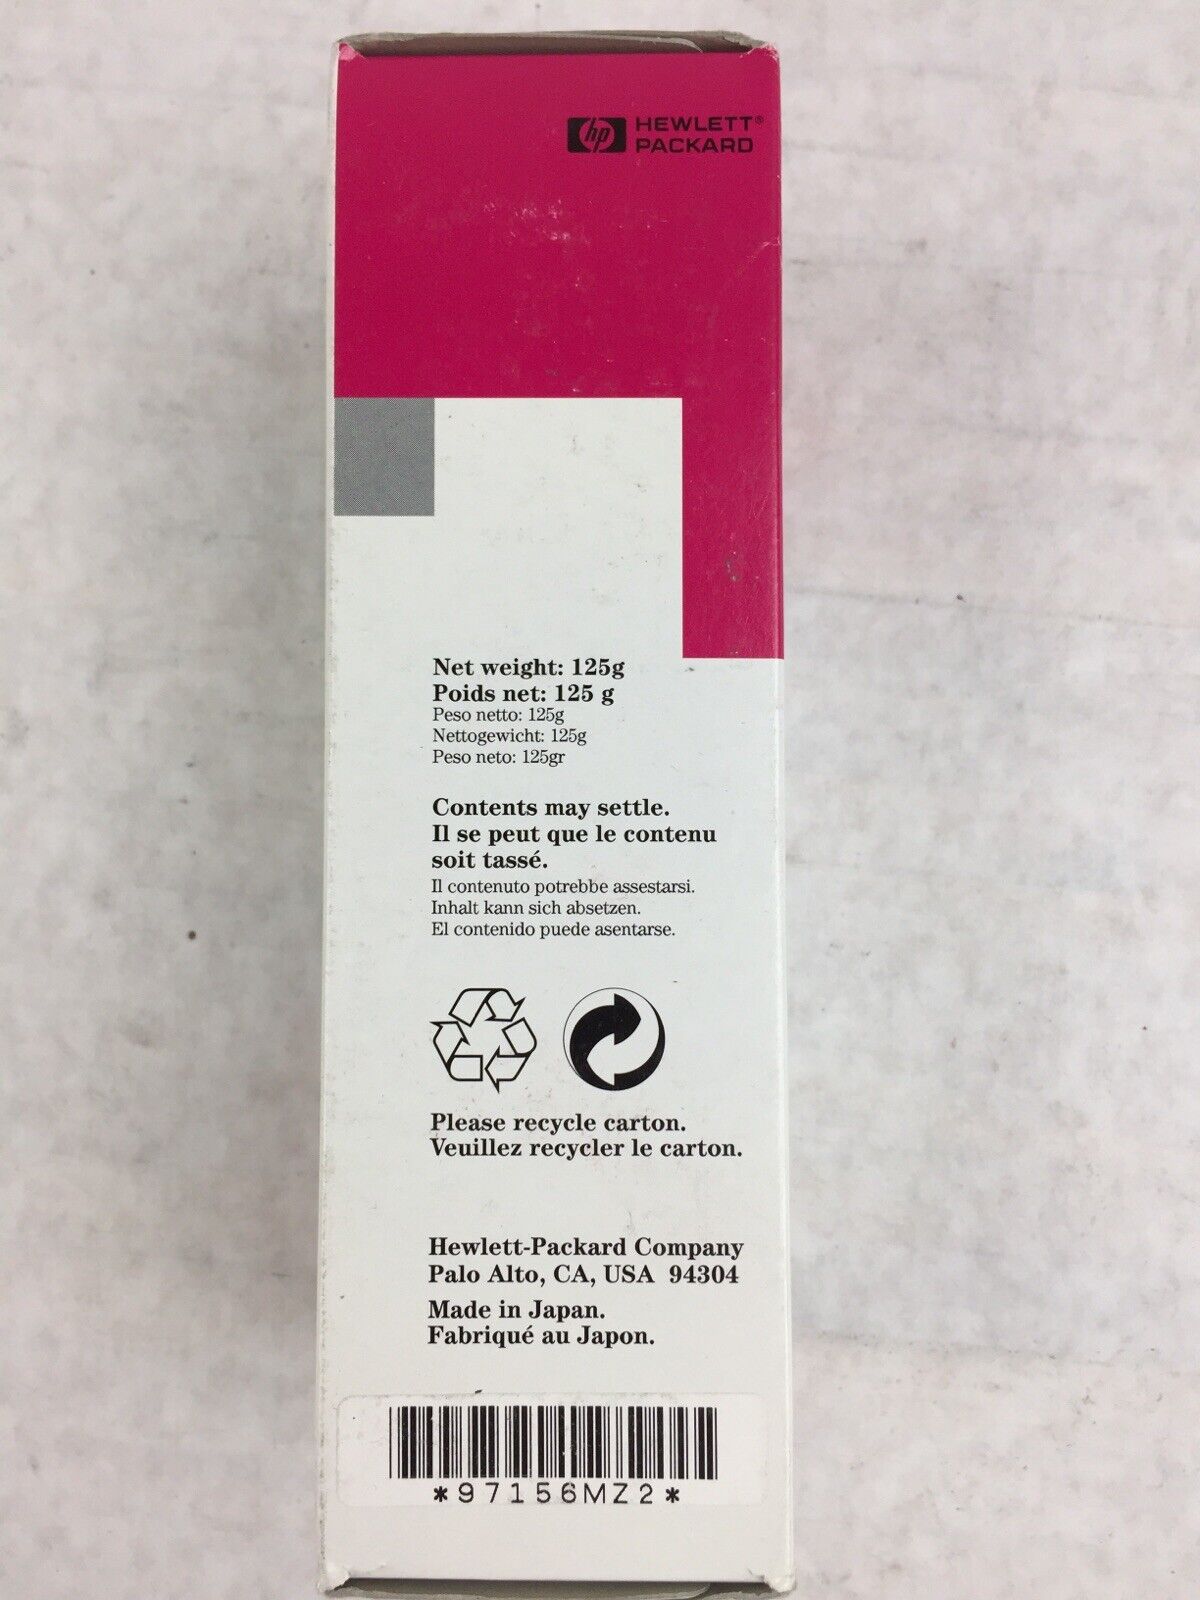 hp HEWLETT®
PACKARD
Net weight: 125g
Poids net: 125 g
Peso netto: 125g
Nettogewicht: 125g
Peso neto: 125gr
Contents may settle.
Il se peut que le contenu
soit tassé.
Il contenuto potrebbe assestarsi.
Inhalt kann sich absetzen.
El contenido puede asentarse.
Please recycle carton.
Veuillez recycler le carton.
Hewlett-Packard Company
Palo Alto, CA, USA 94304
Made in Japan.
Fabriqué au Japon.
*97156MZ2*